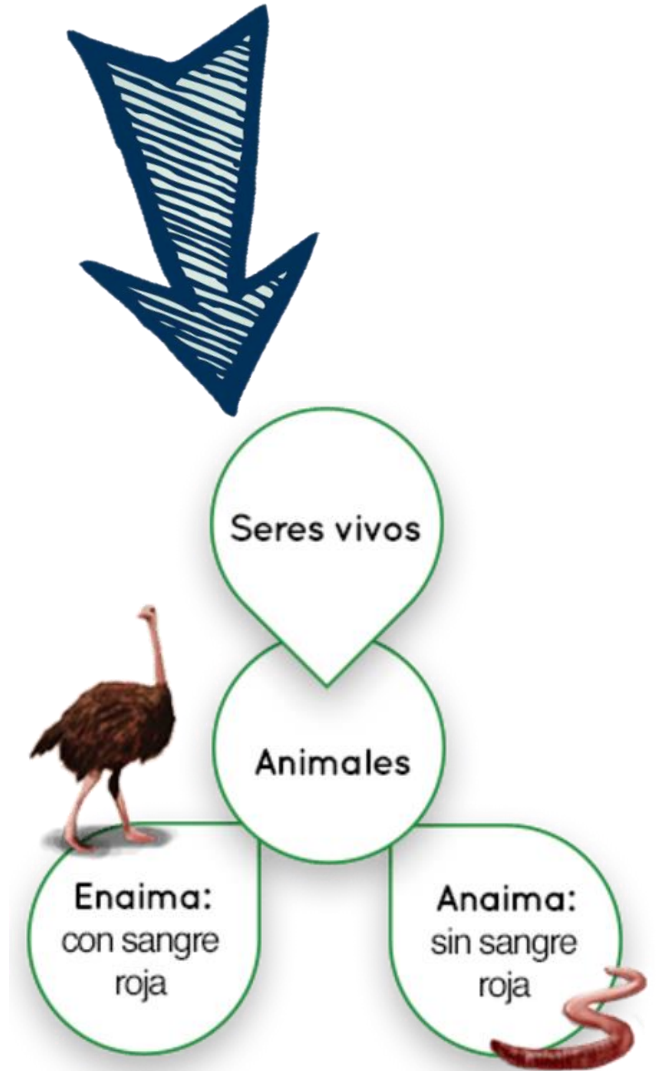 Seres vivos
Animales
Enaima:
con sangre
roja
Anaima:
sin sangre
roja